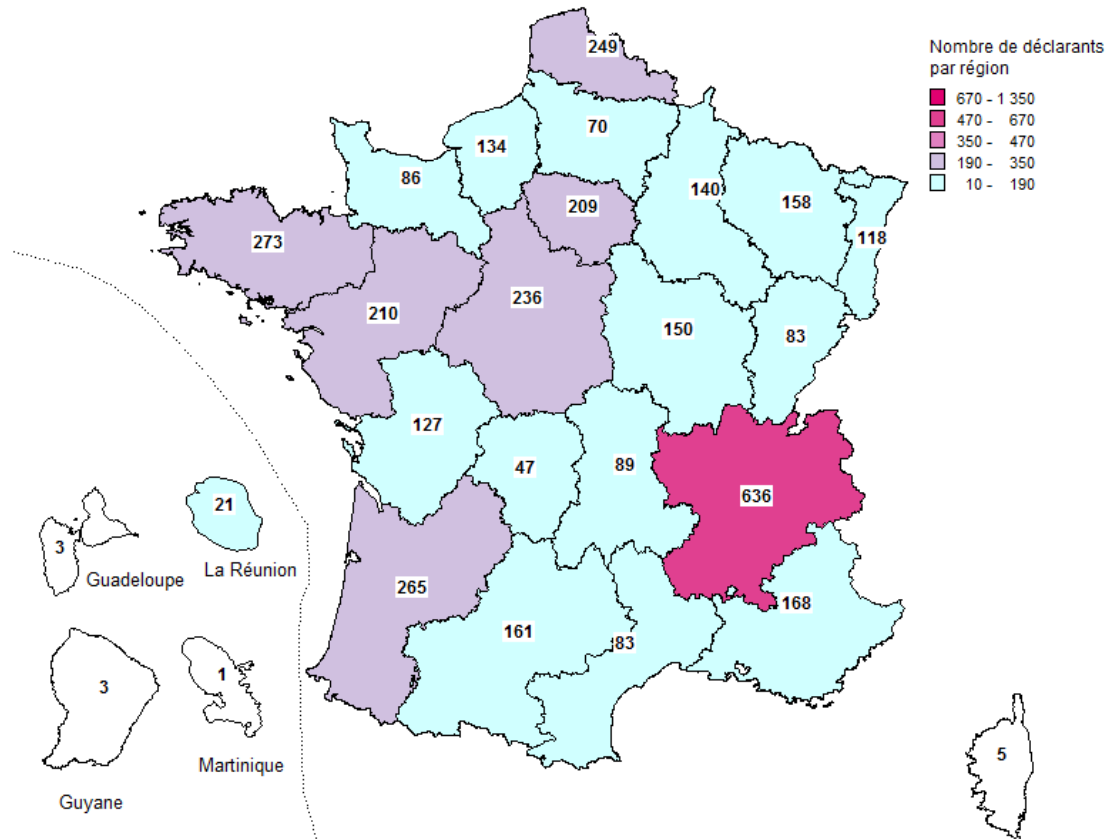 Nombre de déclarants
par région
670 - 1 350
470 - 670
350 - 470
190 - 350
10 - 190
249
70
134
86
140
158
209
118
273
236
210
150
83
127
47
89
636
21
3
La Réunion
Guadeloupe
265
168
161
83
3
1
Martinique
5
Guyane